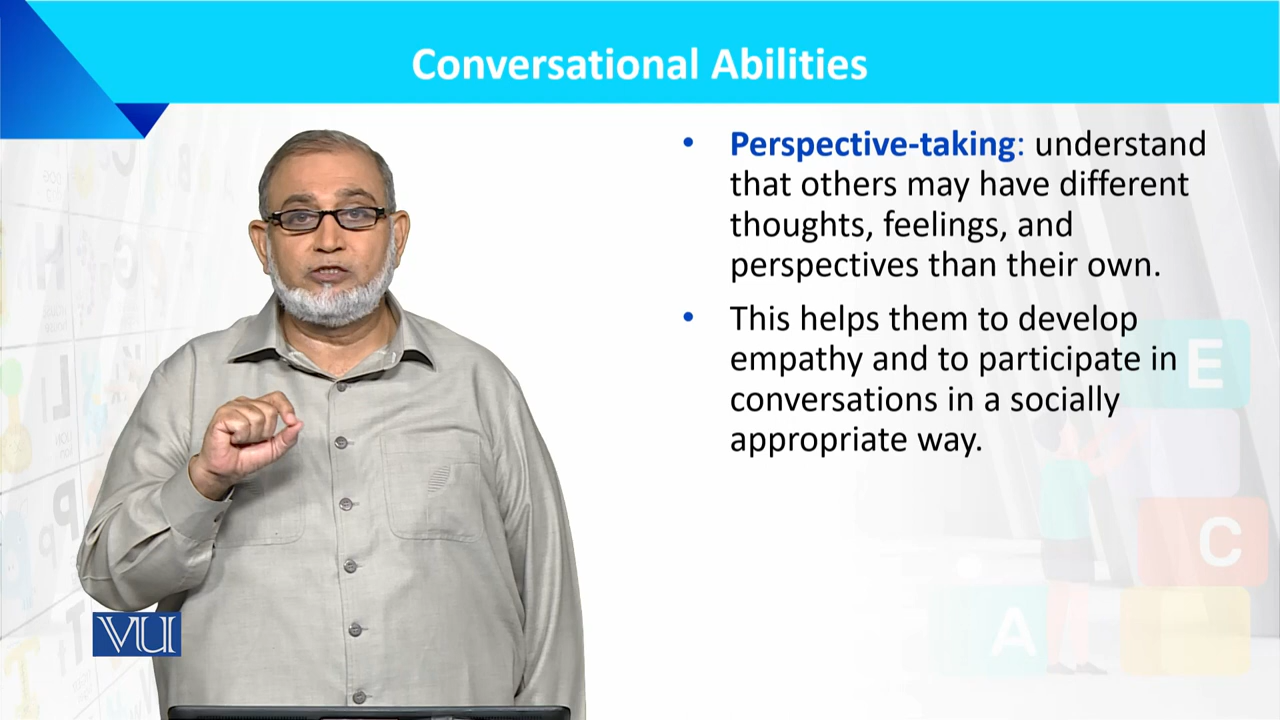 Conversational Abilities
• Perspective-taking: understand
that others may have different
thoughts, feelings, and
perspectives than their own.
• This helps them to develop
empathy and to participate in
conversations in a socially
appropriate way.
VU
E
C
A